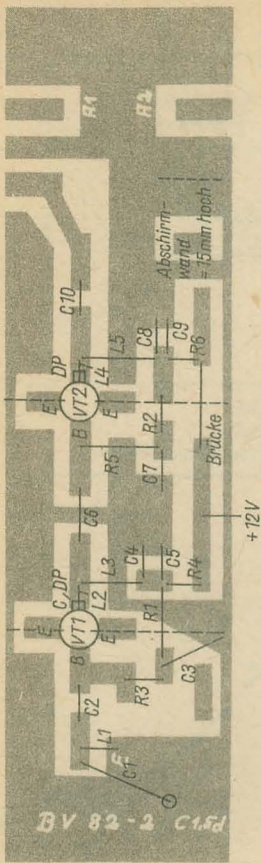 R1
R2
Abschirm-
wand
= 15mm hoch
C10
DP
L5
C8
C9
E
VT2
L4
E
B
R6
R5
R2
C7
Brücke
C6
+12V
C
DP
L3
C4
C5
E
VT1
L2
E
B
R4
R1
R3
C3
C2
L1
E
C1
BV 82-2 C1,5d